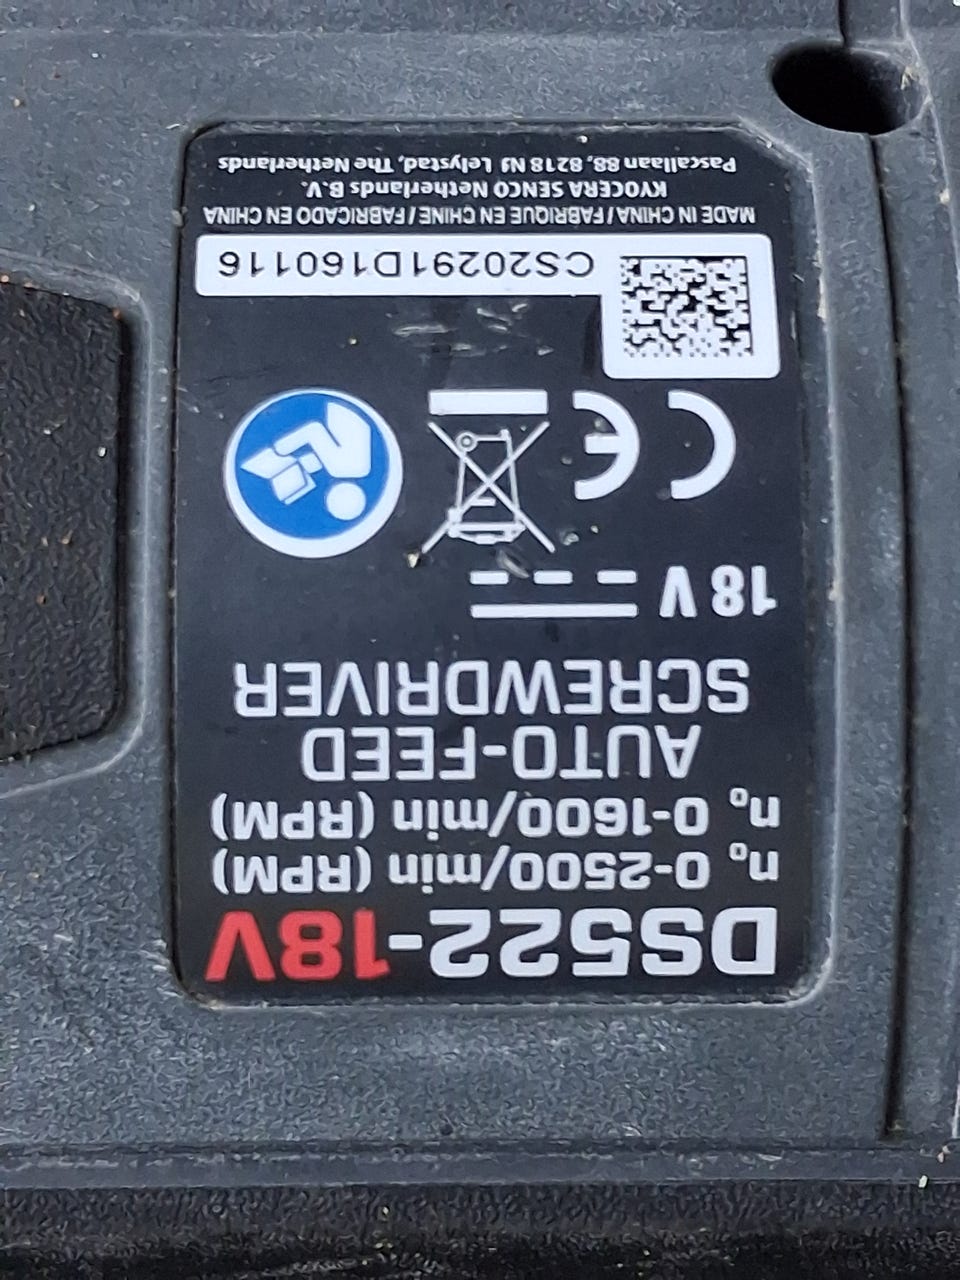 DS522-18V
n₀ 0-2500/min (RPM)
n₀ 0-1600/min (RPM)
AUTO-FEED
SCREWDRIVER
18 V
CE
CS20291D160116
MADE IN CHINA / FABRIQUE EN CHINE / FABRICADO EN CHINA
KYOCERA SENCO Netherlands B.V.
Pascallaan 88, 8218 NJ Lelystad, The Netherlands